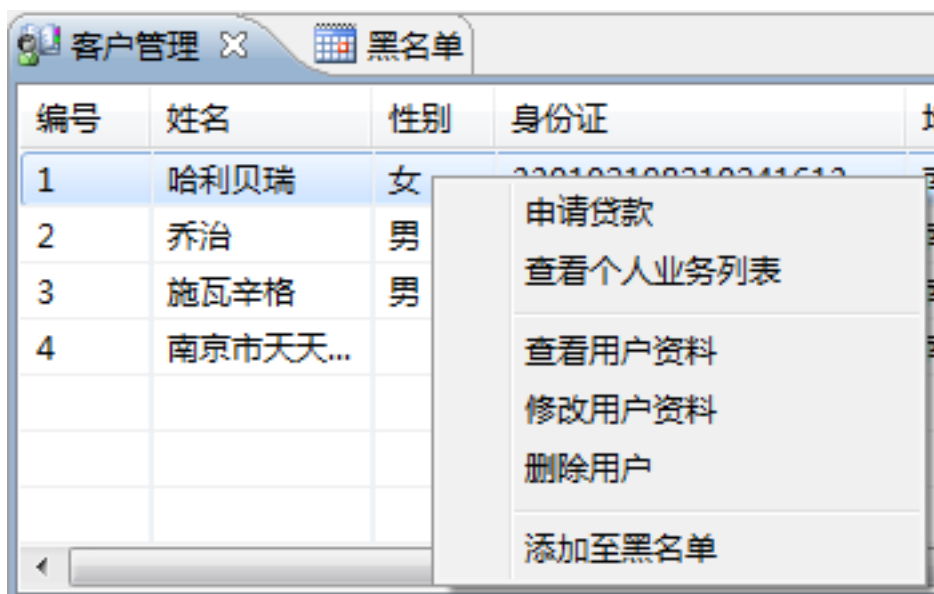 客户管理 黑名单
编号 姓名 性别 身份证
1 哈利贝瑞 女
2 乔治 男
3 施瓦辛格 男
4 南京市天天...
申请贷款
查看个人业务列表
查看用户资料
修改用户资料
删除用户
添加至黑名单